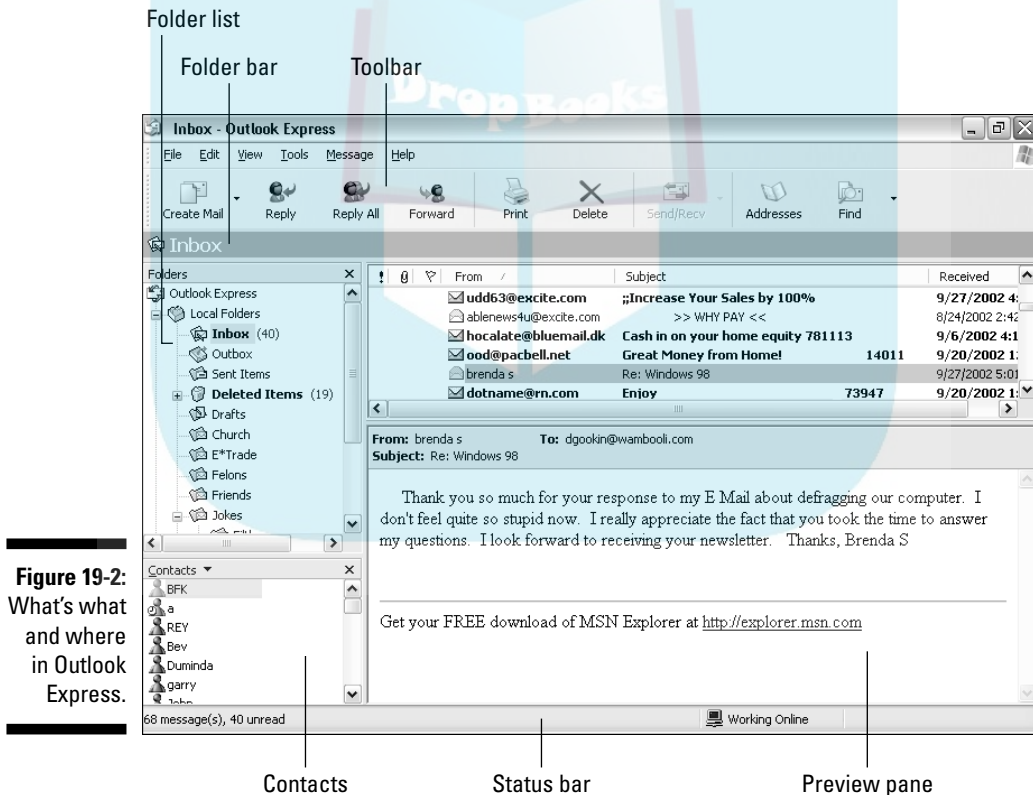 Folder list
Folder bar
Toolbar
DropBooks
Inbox - Outlook Express
File Edit View Tools Message Help
Create Mail Reply Reply All Forward Print Delete Send/Recv Addresses Find
Inbox
Folders
! From / Subject Received
Outlook Express
Local Folders
Inbox (40)
Outbox
Sent Items
Deleted Items (19)
Drafts
Church
E*Trade
Felons
Friends
Jokes
udd63@excite.com ;;Increase Your Sales by 100% 9/27/2002 4:
ablenews4u@excite.com >> WHY PAY << 8/24/2002 2:42
hocalate@bluemail.dk Cash in on your home equity 781113 9/6/2002 4:1
ood@pacbell.net Great Money from Home! 14011 9/20/2002 1:
brenda s Re: Windows 98 9/27/2002 5:01
dotname@rn.com Enjoy 73947 9/20/2002 1:
From: brenda s To: dgookin@wambooli.com
Subject: Re: Windows 98
Thank you so much for your response to my E Mail about defragging our computer. I
don't feel quite so stupid now. I really appreciate the fact that you took the time to answer
my questions. I look forward to receiving your newsletter. Thanks, Brenda S
Get your FREE download of MSN Explorer at http://explorer.msn.com
Contacts
BFK
a
REY
Bev
Duminda
garry
John
68 message(s), 40 unread
Working Online
Figure 19-2:
What's what
and where
in Outlook
Express.
Contacts
Status bar
Preview pane